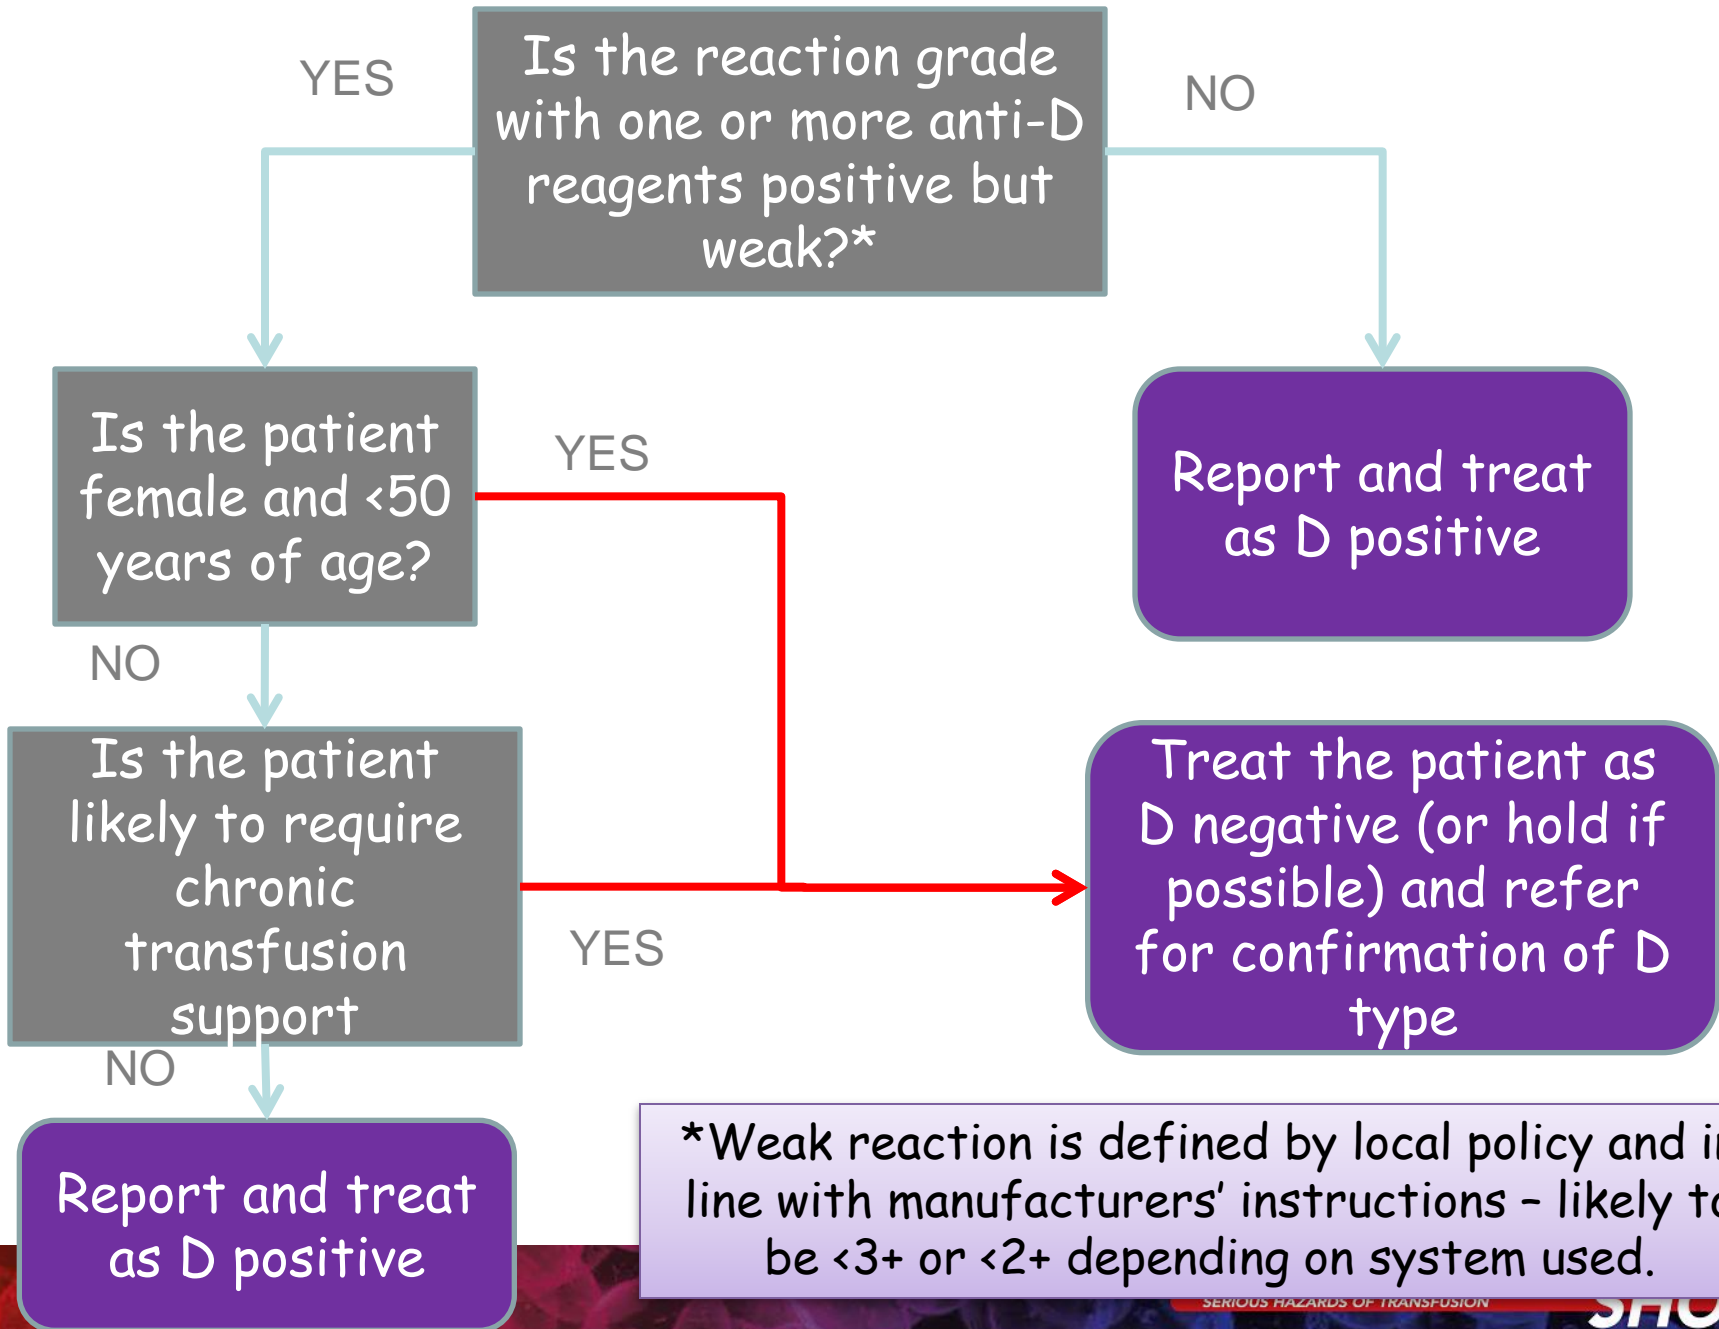 YES
Is the reaction grade
with one or more anti-D
reagents positive but
weak?*
NO
Is the patient
female and <50
years of age?
YES
Report and treat
as D positive
NO
Is the patient
likely to require
chronic
transfusion
support
YES
Treat the patient as
D negative (or hold if
possible) and refer
for confirmation of D
type
NO
Report and treat
as D positive
*Weak reaction is defined by local policy and in
line with manufacturers’ instructions – likely to
be <3+ or <2+ depending on system used.
SERIOUS HAZARDS OF TRANSFUSION